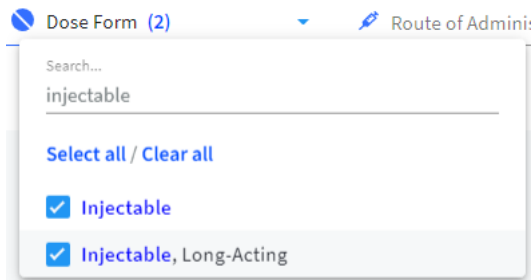 Dose Form (2) Route of Adminis
Search...
injectable
Select all / Clear all
Injectable
Injectable, Long-Acting